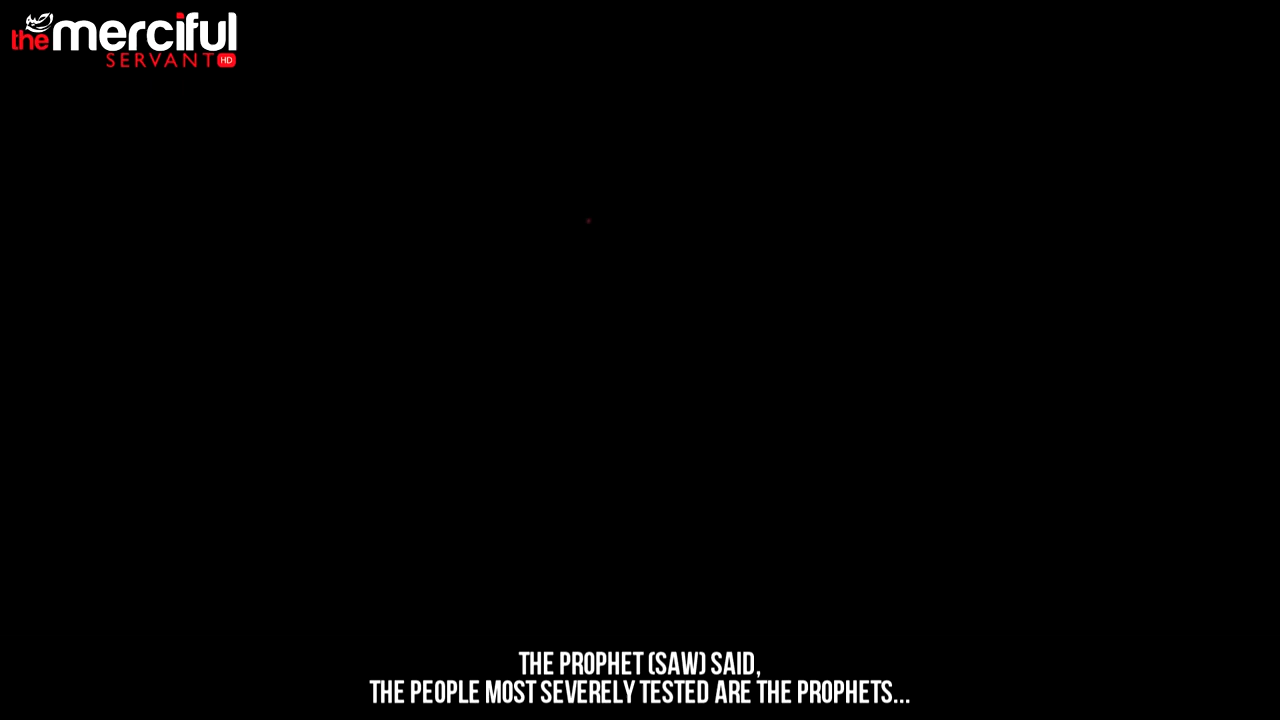 the merciful
SERVANT HD
THE PROPHET (SAW) SAID,
THE PEOPLE MOST SEVERELY TESTED ARE THE PROPHETS...